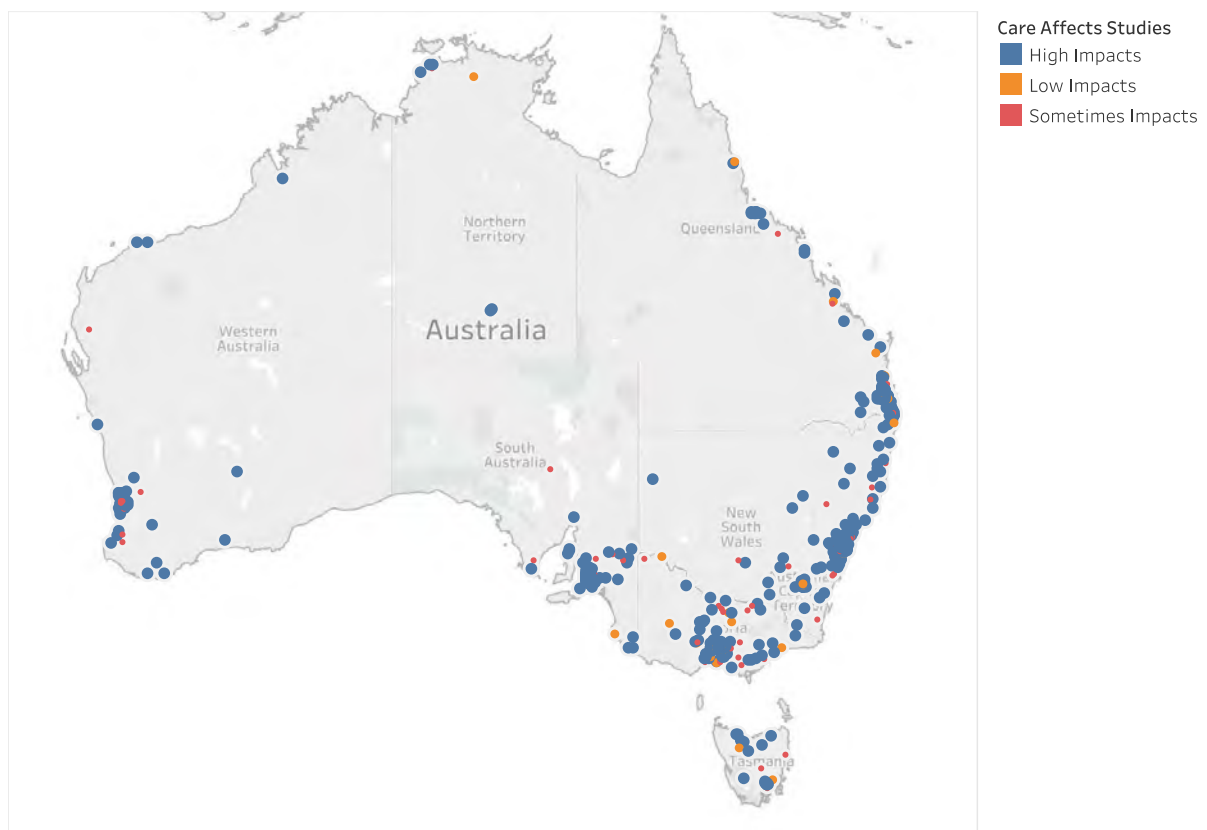 Care Affects Studies
High Impacts
Low Impacts
Sometimes Impacts
Northern
Territory
Queensland
Western
Australia
Australia
South
Australia
New
South
Wales
Tasmania